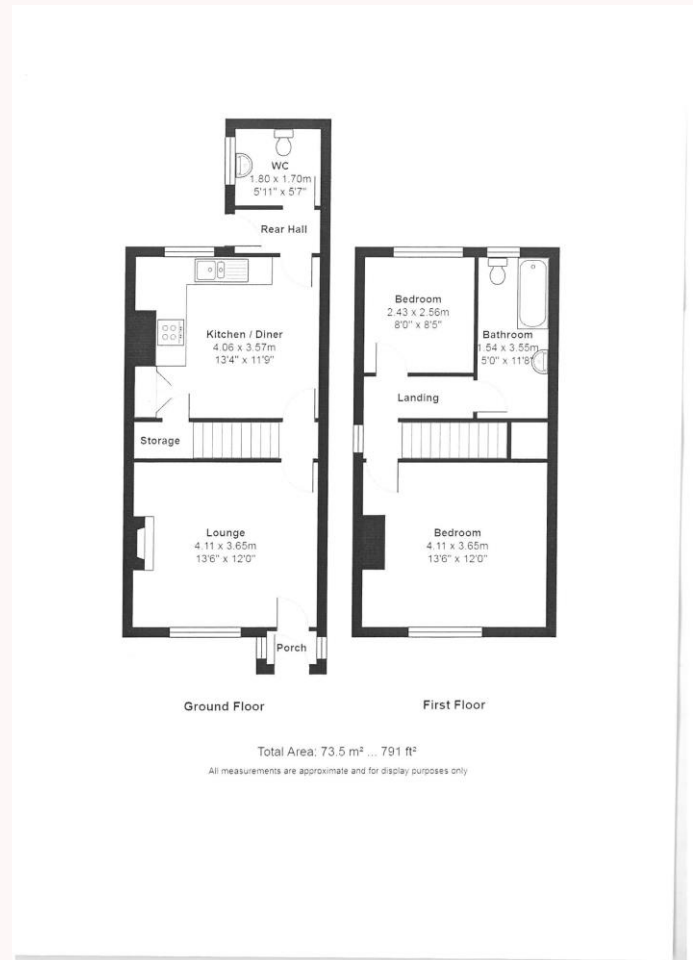 WC
1.80 x 1.70m
5'11" x 5'7"
Rear Hall
Kitchen / Diner
4.06 x 3.57m
13'4" x 11'9"
Storage
Lounge
4.11 x 3.65m
13'6" x 12'0"
Porch
Ground Floor
Bedroom
2.43 x 2.56m
8'0" x 8'5"
Bathroom
1.54 x 3.55m
5'0" x 11'8"
Landing
Bedroom
4.11 x 3.65m
13'6" x 12'0"
First Floor
Total Area: 73.5 m² ... 791 ft²
All measurements are approximate and for display purposes only